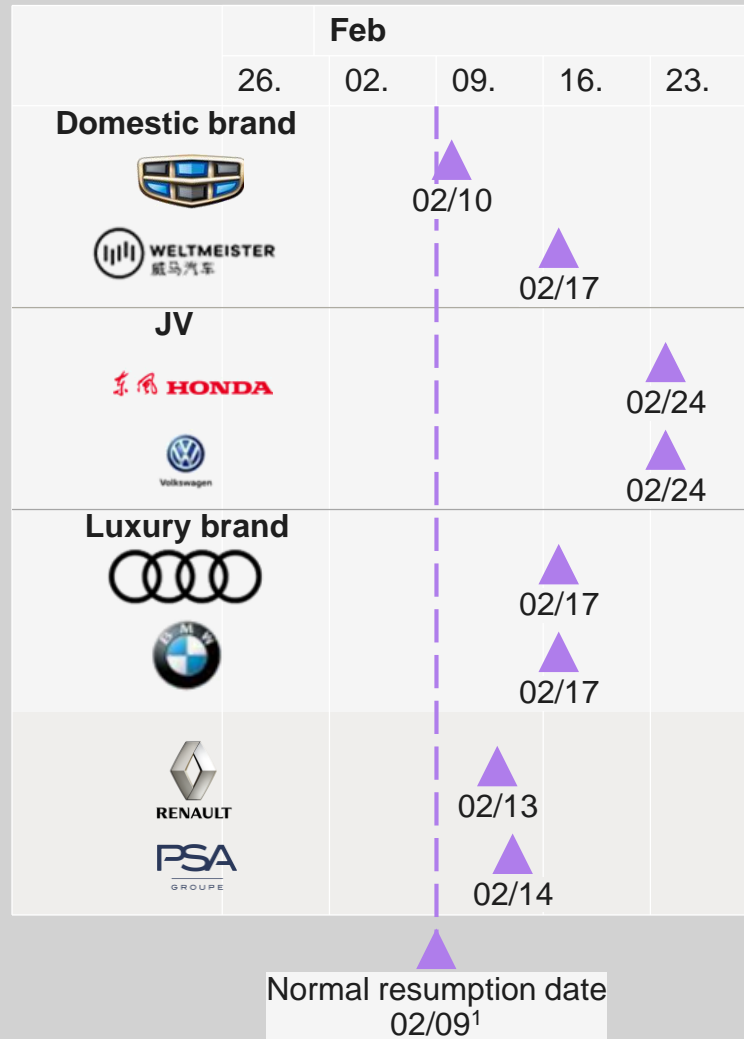 Feb
26. 02. 09. 16. 23.
Domestic brand
02/10
WELTMEISTER
威马汽车
02/17
JV
东风 HONDA
02/24
Volkswagen
02/24
Luxury brand
02/17
BMW
02/17
RENAULT
02/13
PSA
GROUPE
02/14
Normal resumption date
02/09¹